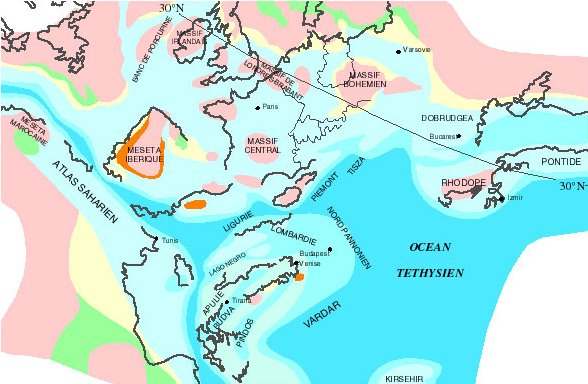 30°N
BANC DE PORCUPINE
MASSIF
IRLANDAIS
MASSIF DE
LONDRES-BRABANT
Varsovie
MASSIF
BOHEMIEN
Paris
MESETA
MAROCAINE
DOBRUDGEA
Bucarest
MASSIF
CENTRAL
MESETA
IBERIQUE
PONTIDE
TISZA
PIEMONT
RHODOPE
30°N
Izmir
ATLAS SAHARIEN
LIGURIE
NORD PANNONIEN
LOMBARDIE
Tunis
OCEAN
TETHYSIEN
Budapest
Venise
LAGO NEGRO
APULIE
Tirana
BUDVA
PINDOS
VARDAR
KIRSEHIR